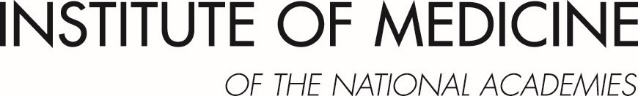 INSTITUTE OF MEDICINE
OF THE NATIONAL ACADEMIES